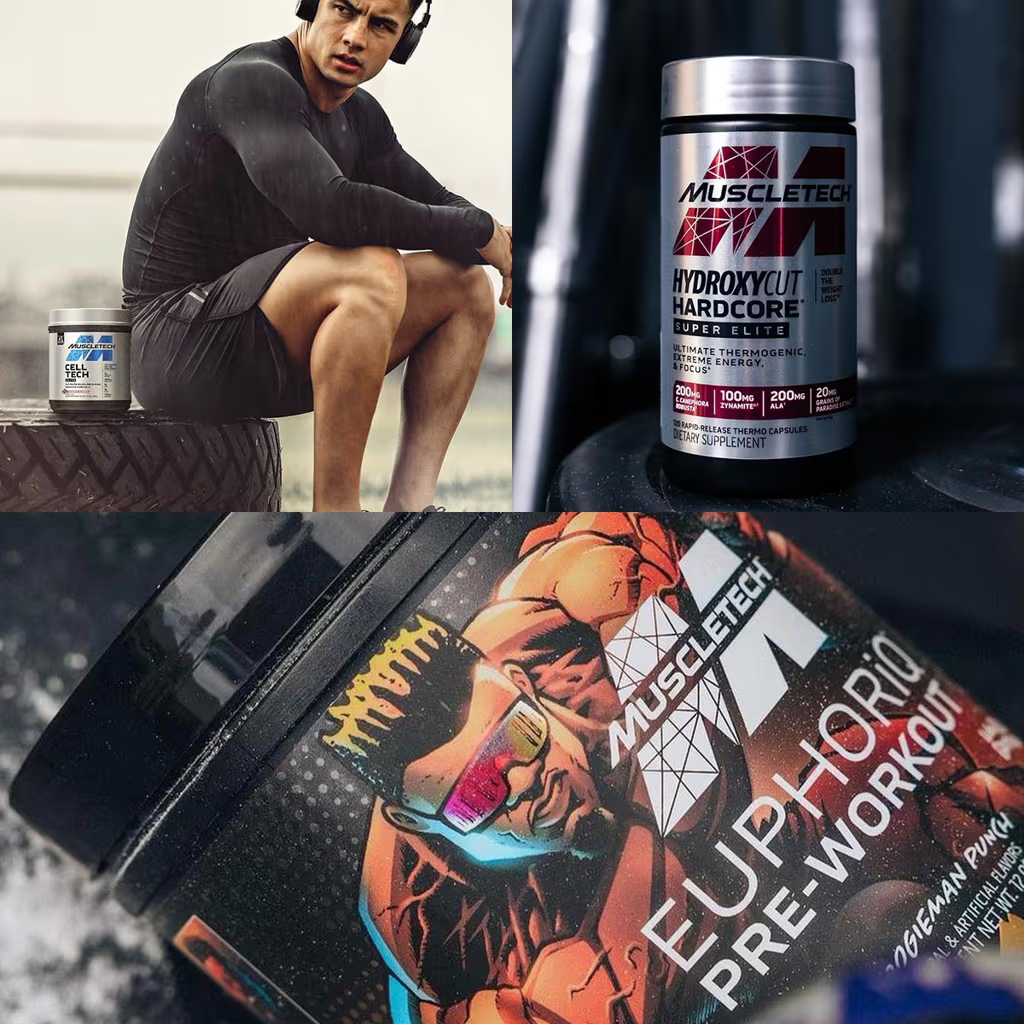 MUSCLETECH
CELL
TECH
MUSCLETECH
HYDROXYCUT
HARDCORE
SUPER ELITE
DOUBLE
THE
WEIGHT
LOSS
ULTIMATE THERMOGENIC,
EXTREME ENERGY,
& FOCUS
200MG
C. CANEPHORA
ROBUSTA
100MG
ZYNAMITE
200MG
ALA
20MG
GRAINS OF
PARADISE
RAPID-RELEASE THERMO CAPSULES
DIETARY SUPPLEMENT
MUSCLETECH
EUPHORiQ
PRE-WORKOUT
PUNCH
& ARTIFICIAL FLAVORS
NET WT.